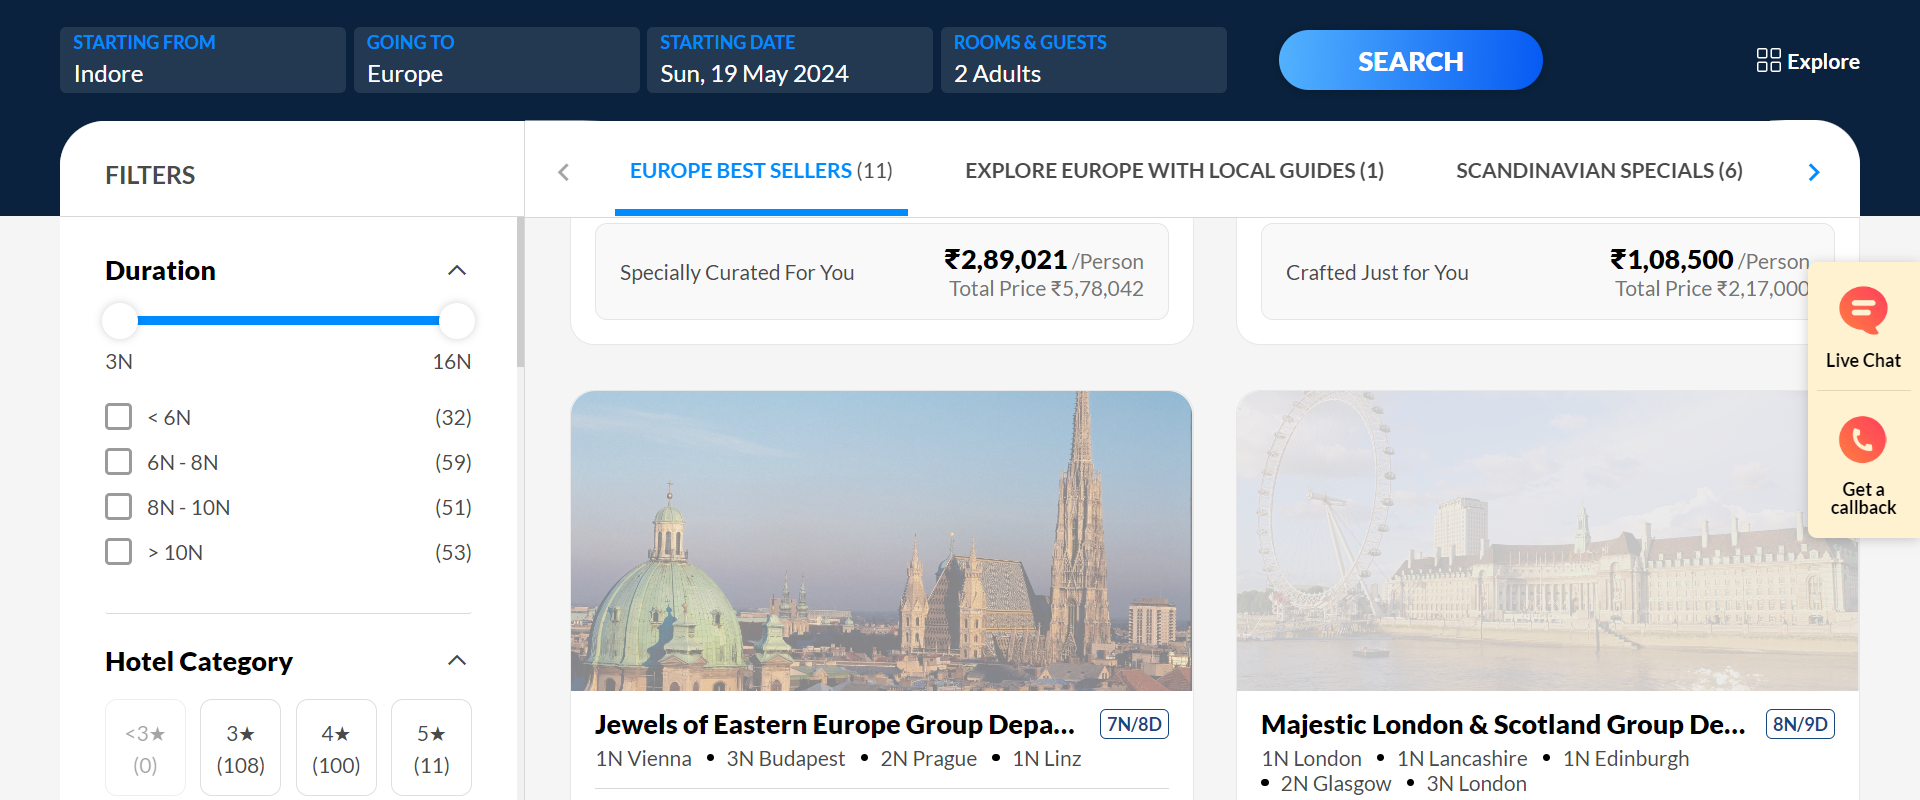 STARTING FROM
Indore
GOING TO
Europe
STARTING DATE
Sun, 19 May 2024
ROOMS & GUESTS
2 Adults
SEARCH
Explore
FILTERS
EUROPE BEST SELLERS (11)
EXPLORE EUROPE WITH LOCAL GUIDES (1)
SCANDINAVIAN SPECIALS (6)
Duration
3N
16N
< 6N (32)
6N - 8N (59)
8N - 10N (51)
> 10N (53)
Hotel Category
<3★
(0)
3★
(108)
4★
(100)
5★
(11)
Specially Curated For You
₹2,89,021 /Person
Total Price ₹5,78,042
Crafted Just for You
₹1,08,500 /Person
Total Price ₹2,17,000
Jewels of Eastern Europe Group Depa... 7N/8D
1N Vienna • 3N Budapest • 2N Prague • 1N Linz
Majestic London & Scotland Group De... 8N/9D
1N London • 1N Lancashire • 1N Edinburgh
• 2N Glasgow • 3N London
Live Chat
Get a
callback